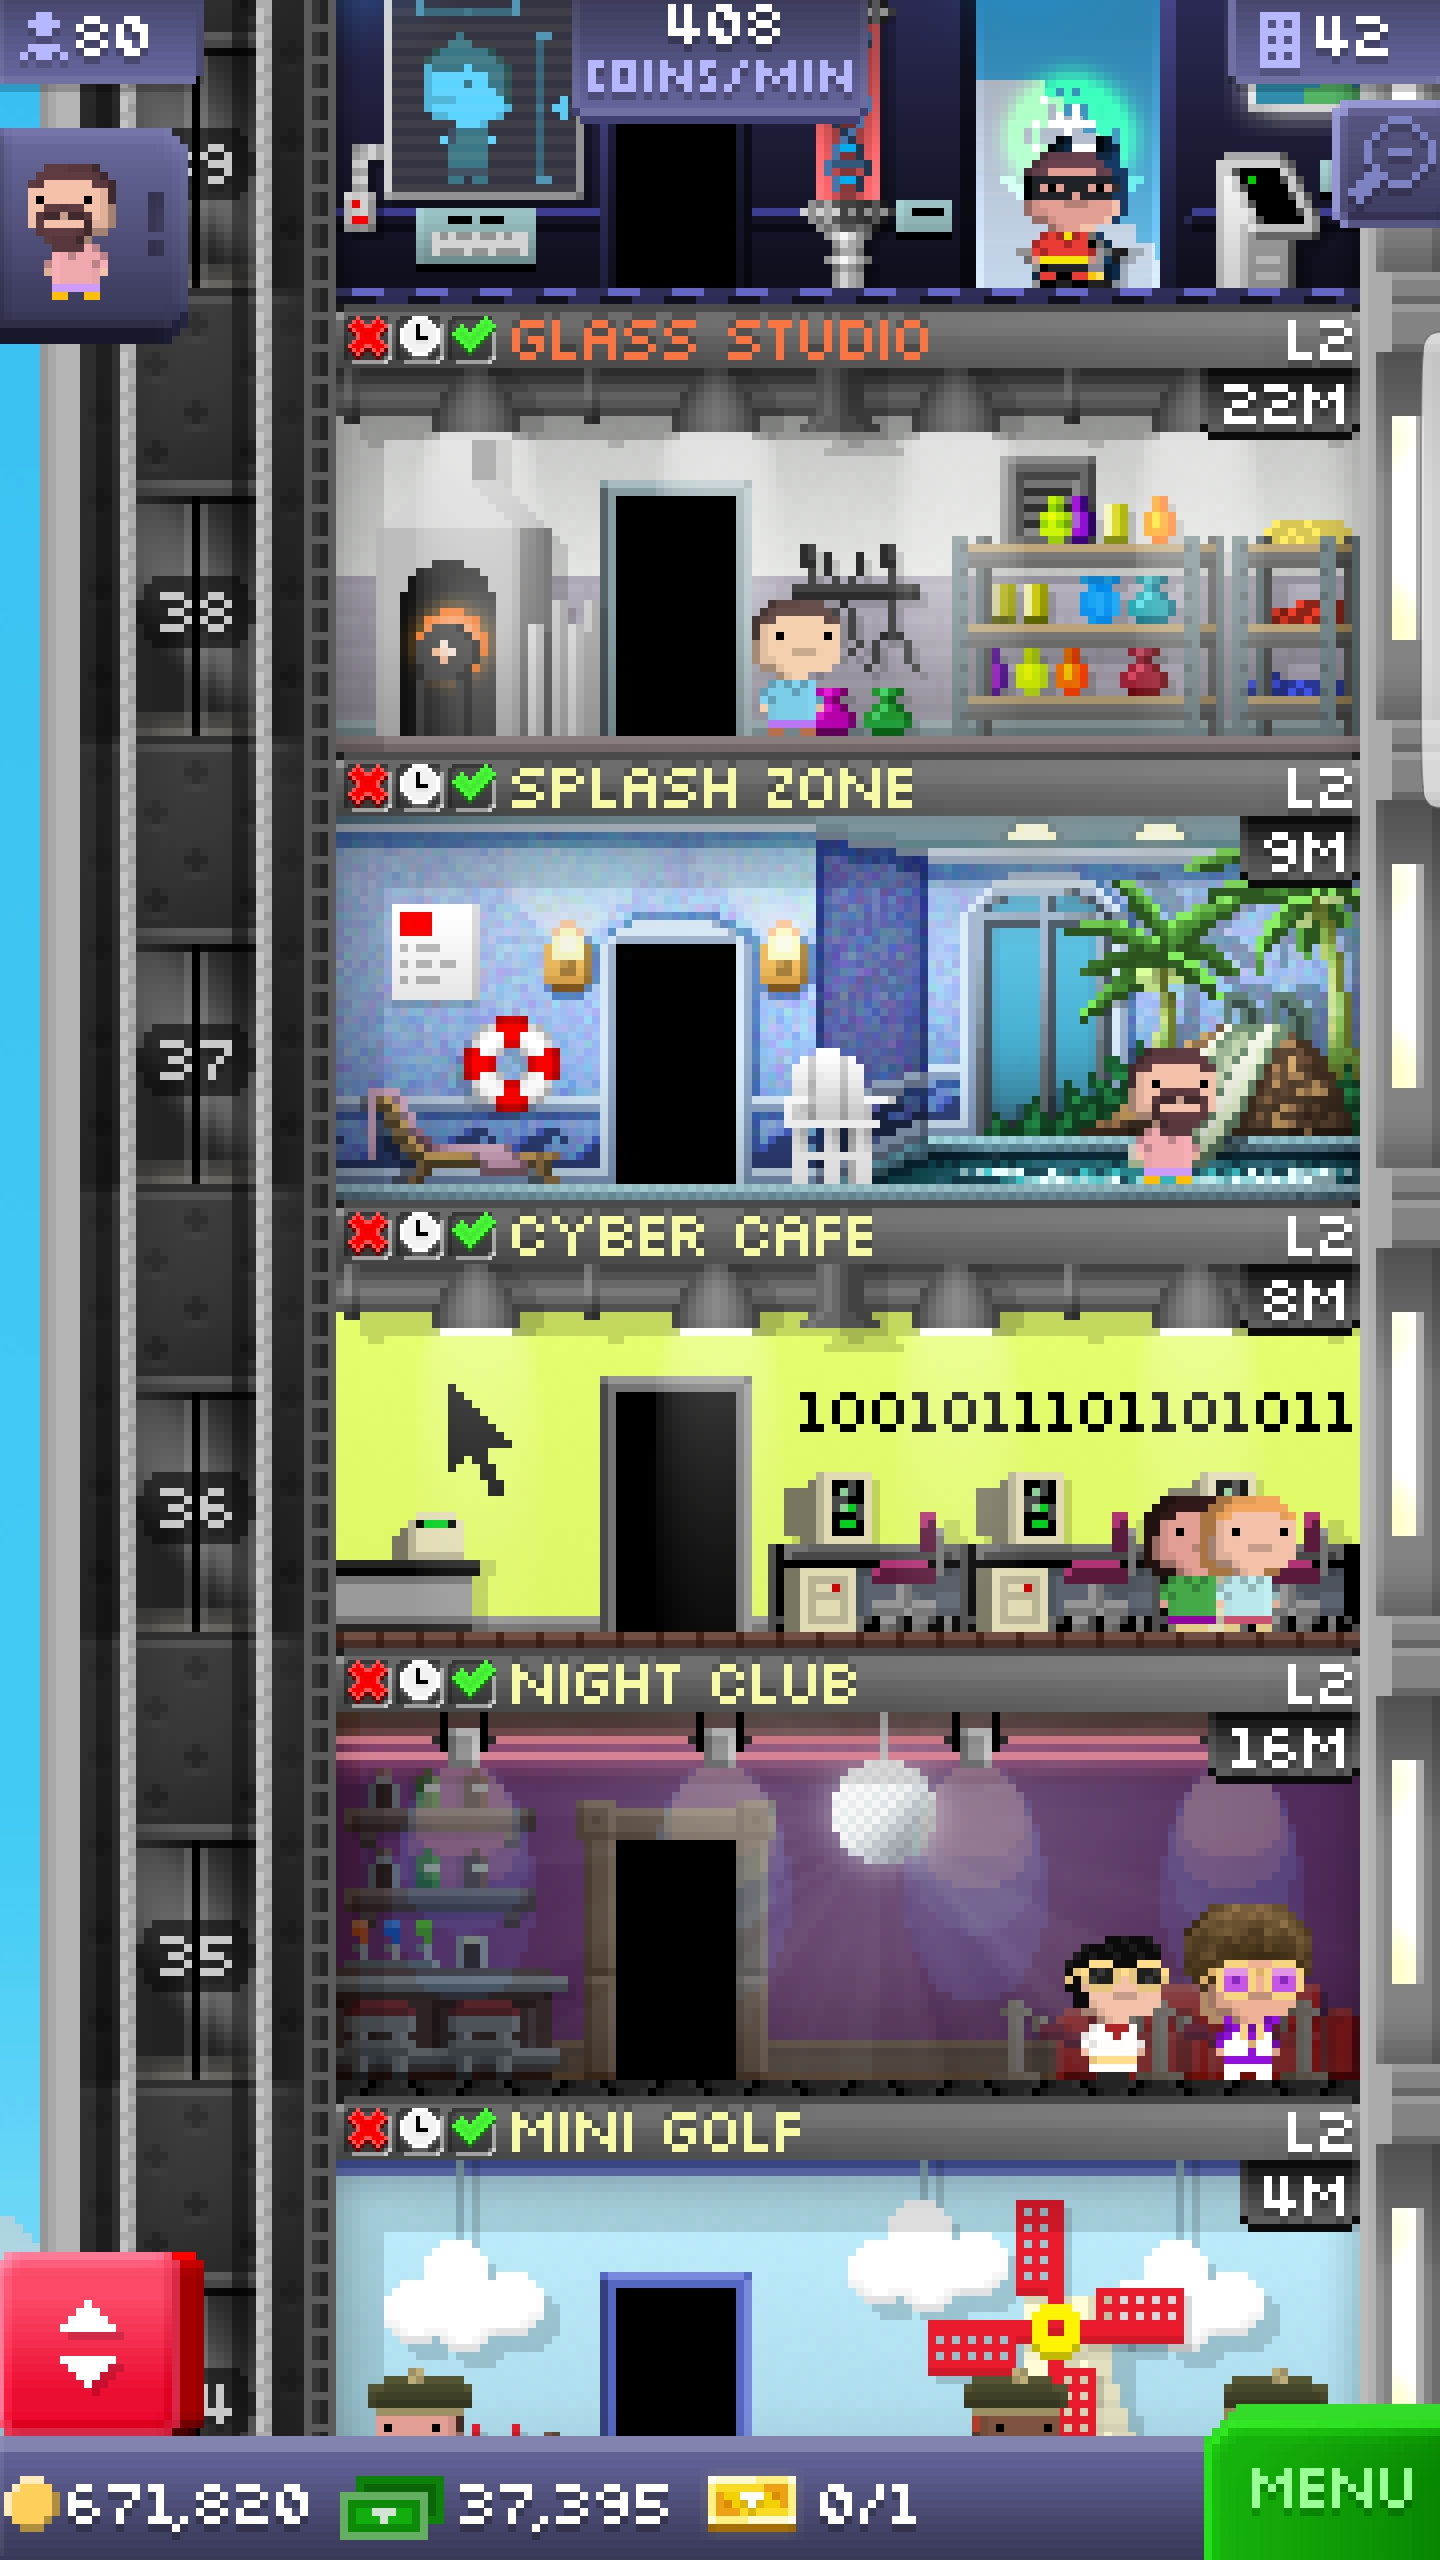 80
408
COINS/MIN
42
!
GLASS STUDIO L2
22M
38
SPLASH ZONE L2
9M
37
CYBER CAFE L2
8M
1001011101101011
36
NIGHT CLUB L2
16M
35
MINI GOLF L2
4M
671,820 37,395 0/1
MENU